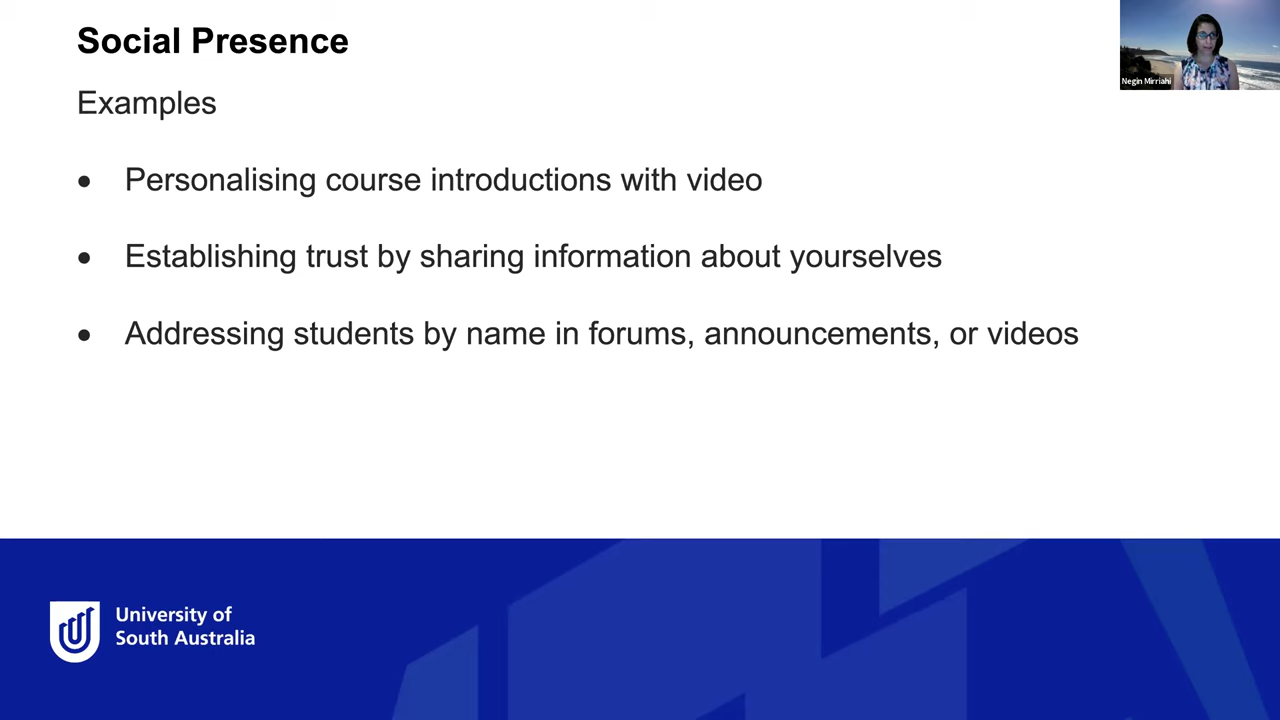 Social Presence
Negin Mirriahi
Examples
• Personalising course introductions with video
• Establishing trust by sharing information about yourselves
• Addressing students by name in forums, announcements, or videos
University of
South Australia